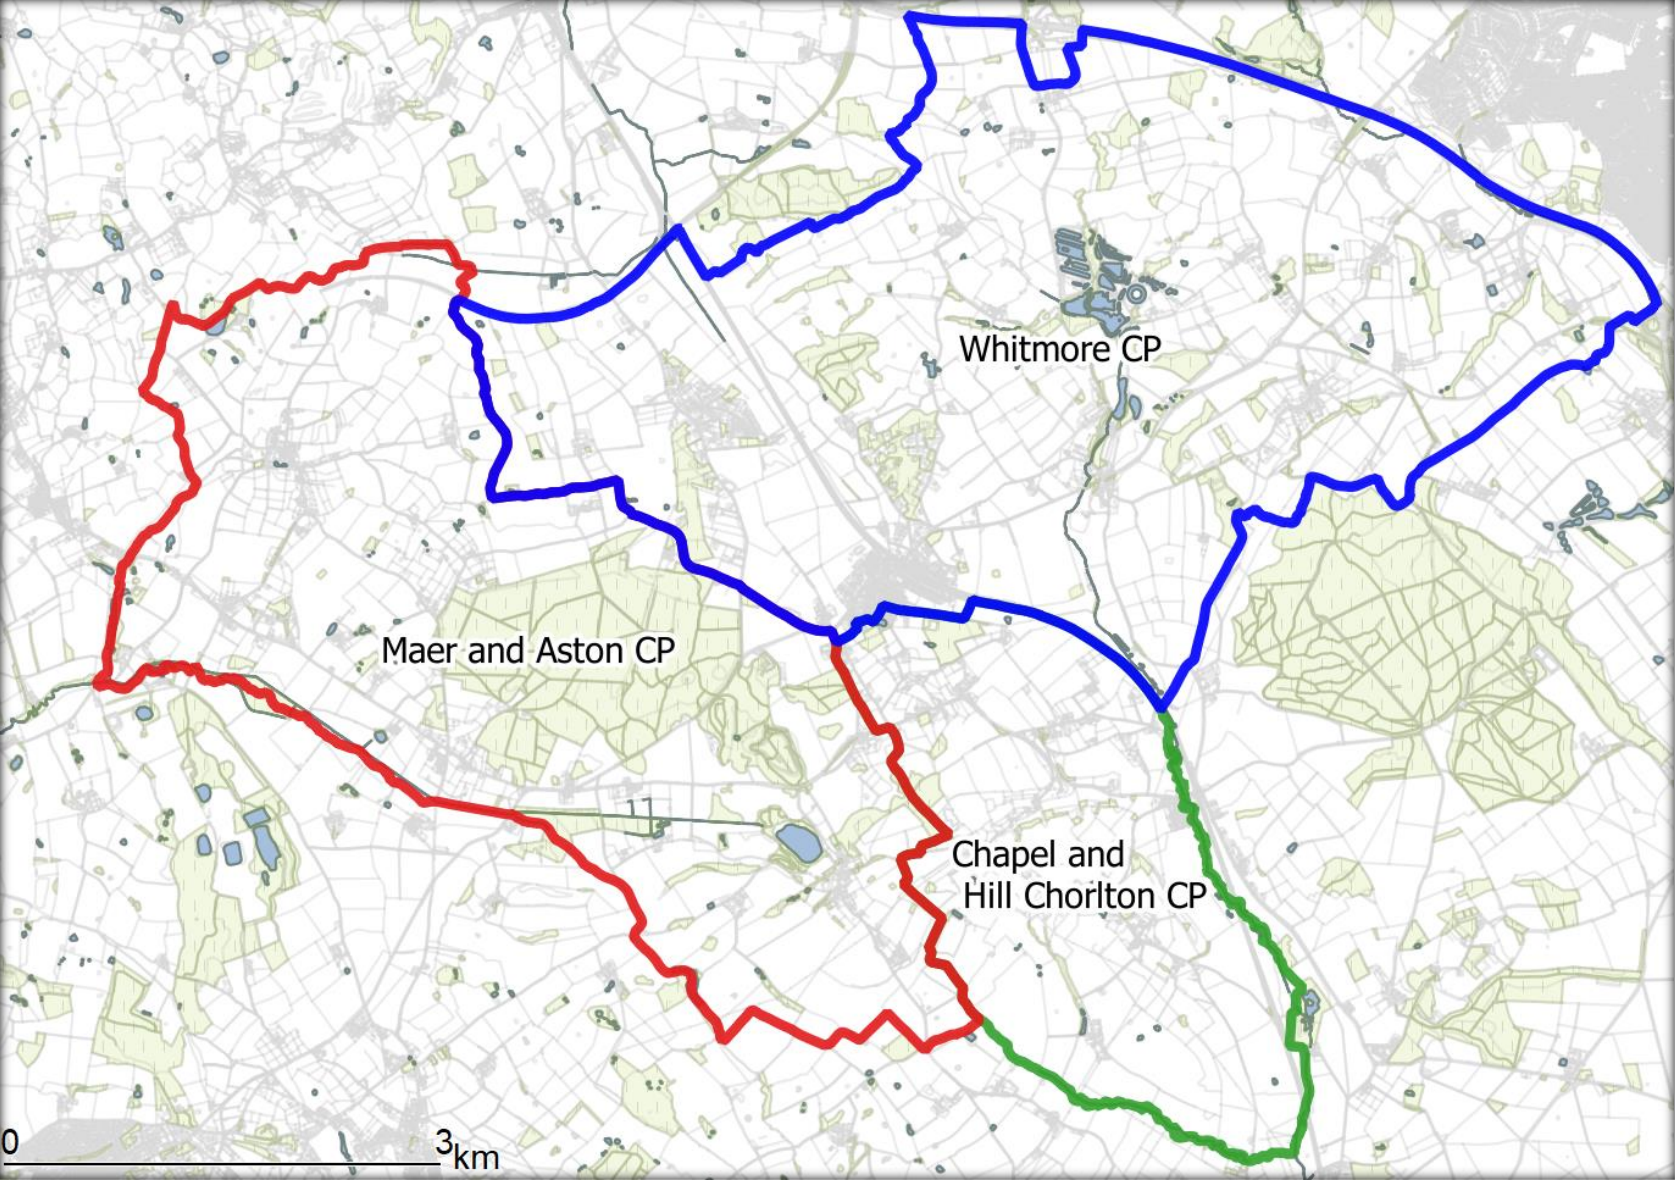 Whitmore CP
Maer and Aston CP
Chapel and
Hill Chorlton CP
0 3km